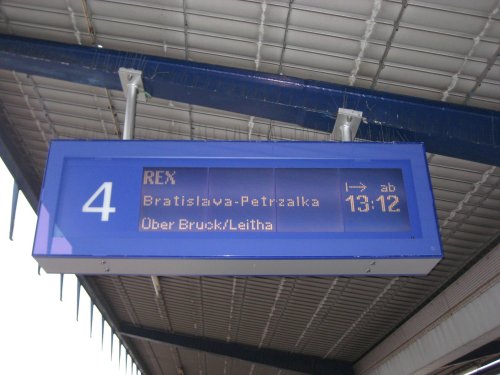 4
REX
Bratislava-Petrzalka
Über Bruck/Leitha
ab
13:12